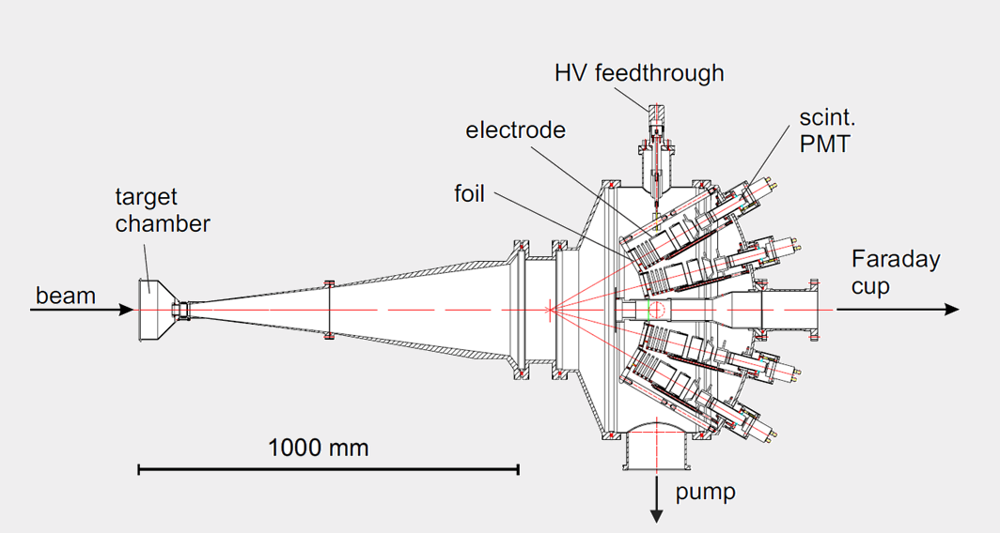 HV feedthrough
electrode
scint.
PMT
foil
target
chamber
beam
Faraday
cup
1000 mm
pump